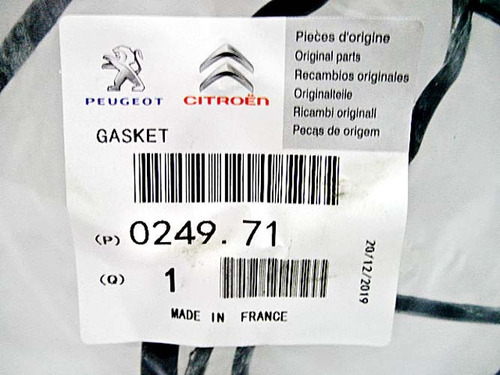 PEUGEOT
CITROËN
Pièces d'origine
Original parts
Recambios originales
Originalteile
Ricambi originali
Peças de origem
GASKET
(P) 0249.71
(Q) 1
20/12/2019
MADE IN FRANCE